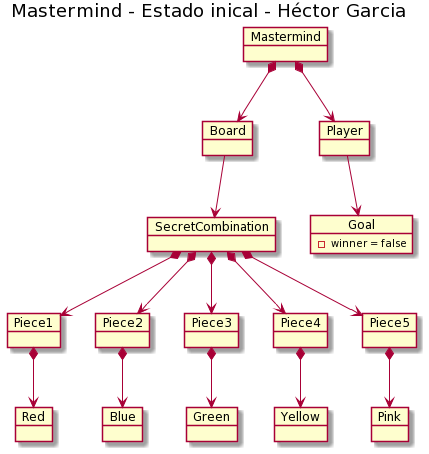 Mastermind - Estado inical - Héctor Garcia
Mastermind
Board
Player
SecretCombination
Goal
winner = false
Piece1
Piece2
Piece3
Piece4
Piece5
Red
Blue
Green
Yellow
Pink